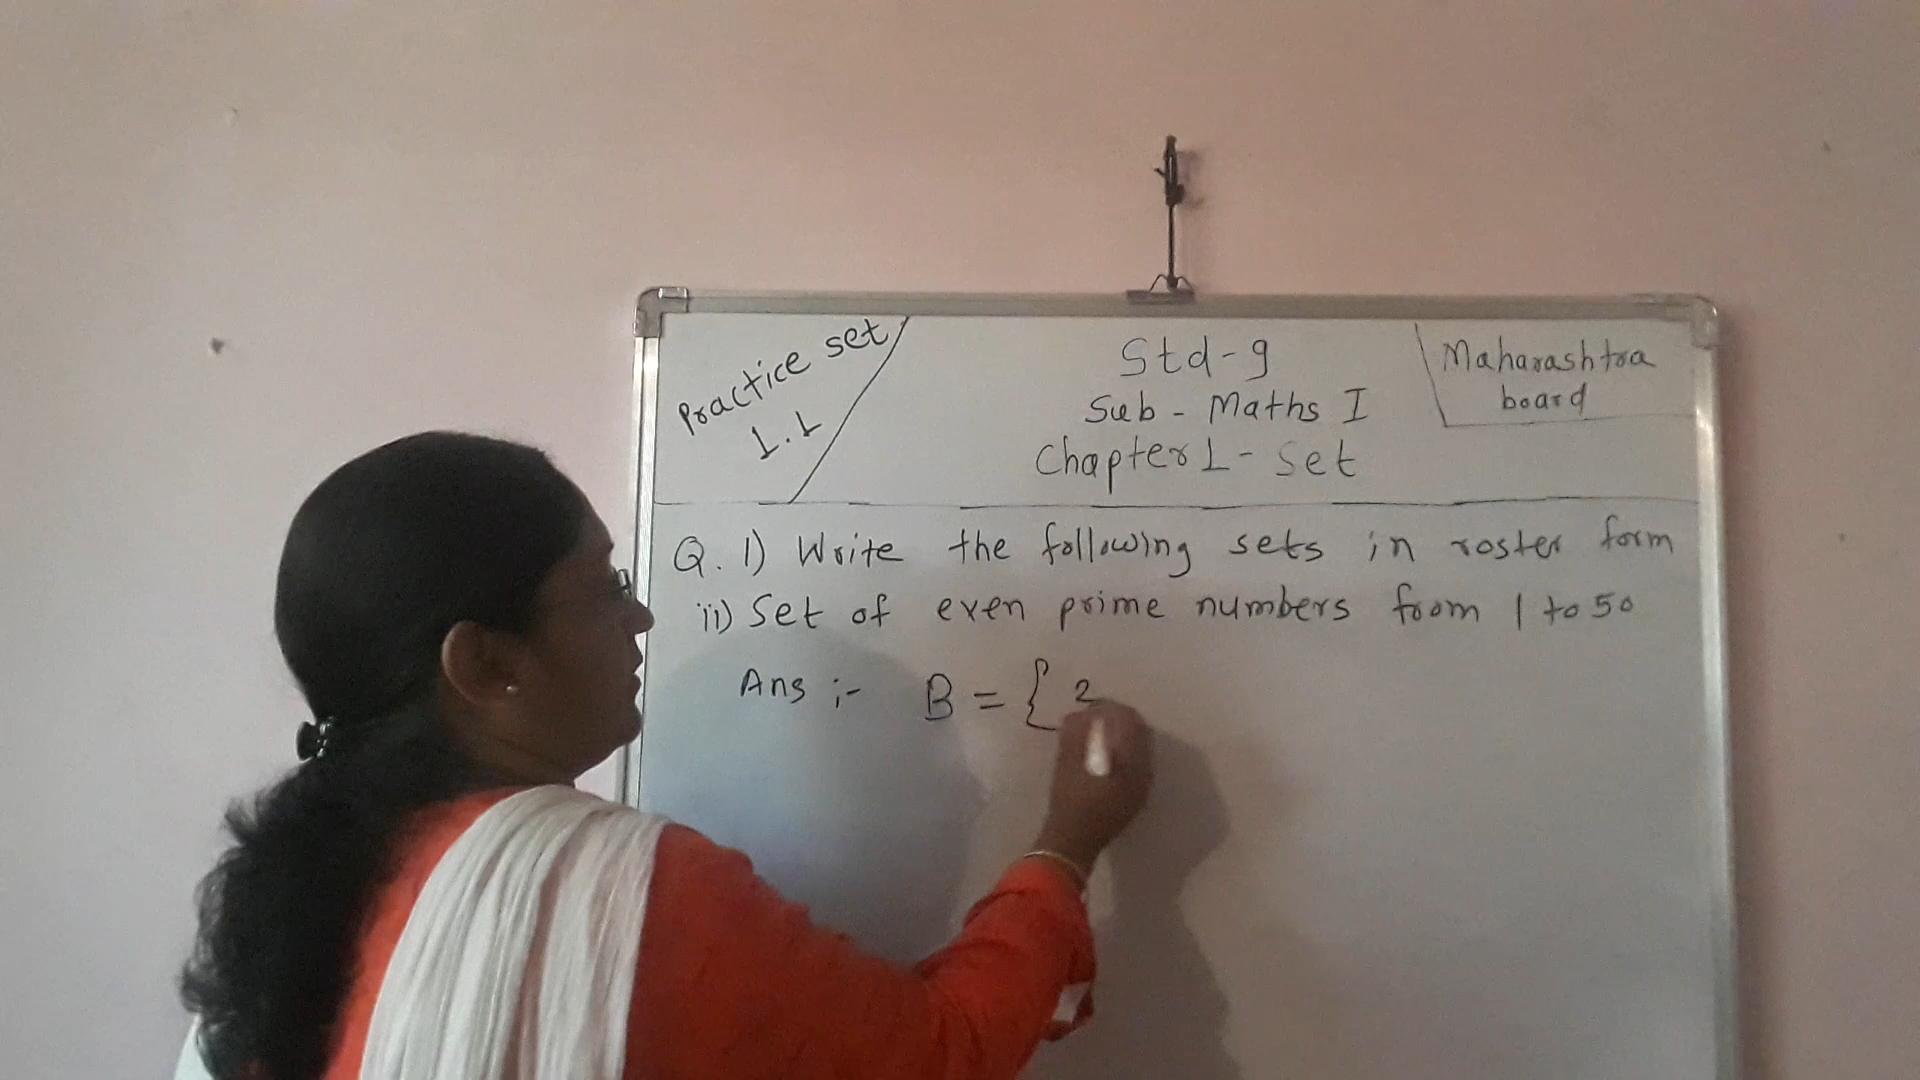 Practice set
1.1
Std-9
Sub - Maths I
Chapter 1 - Set
Maharashtra
board
Q. 1) Write the following sets in roster form
ii) Set of even prime numbers from 1 to 50
Ans :- B = { 2